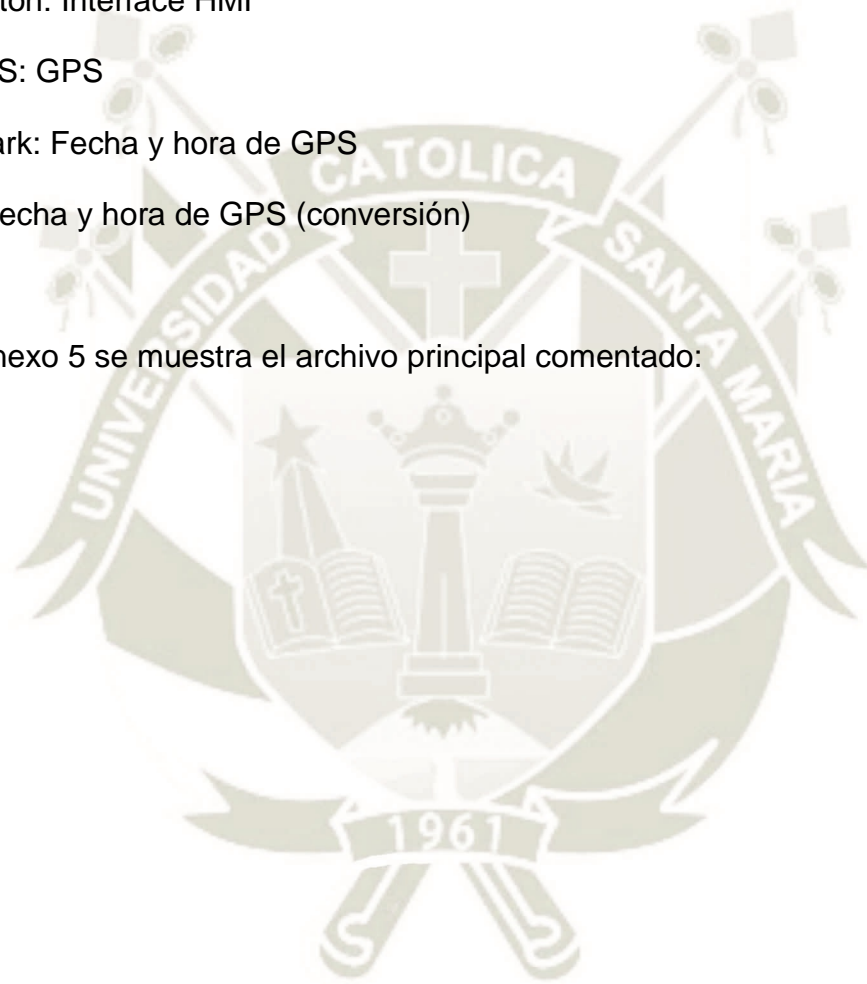 tón: Interface HMI
S: GPS
ark: Fecha y hora de GPS
echa y hora de GPS (conversión)
nexo 5 se muestra el archivo principal comentado:
UNIVERSIDAD CATOLICA SANTA MARIA
1961